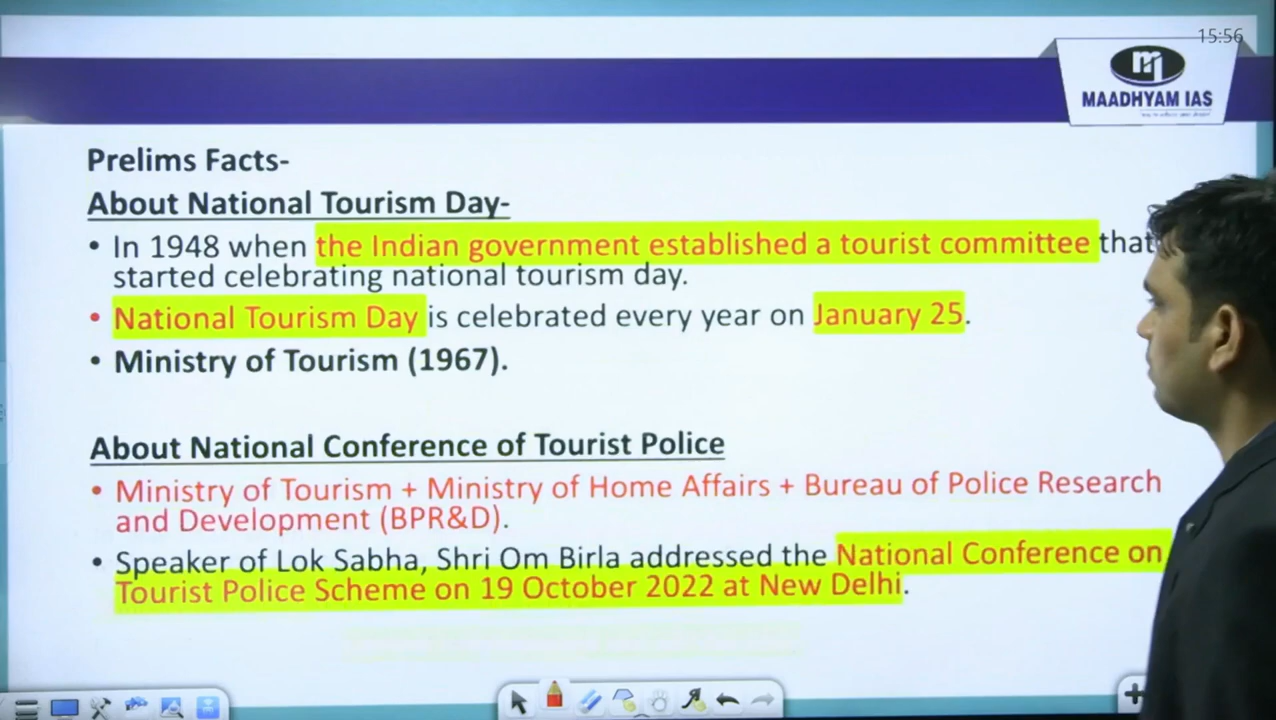 15:56
MAADHYAM IAS
Prelims Facts-
About National Tourism Day-
• In 1948 when the Indian government established a tourist committee that
started celebrating national tourism day.
• National Tourism Day is celebrated every year on January 25.
• Ministry of Tourism (1967).
About National Conference of Tourist Police
• Ministry of Tourism + Ministry of Home Affairs + Bureau of Police Research
and Development (BPR&D).
• Speaker of Lok Sabha, Shri Om Birla addressed the National Conference on
Tourist Police Scheme on 19 October 2022 at New Delhi.